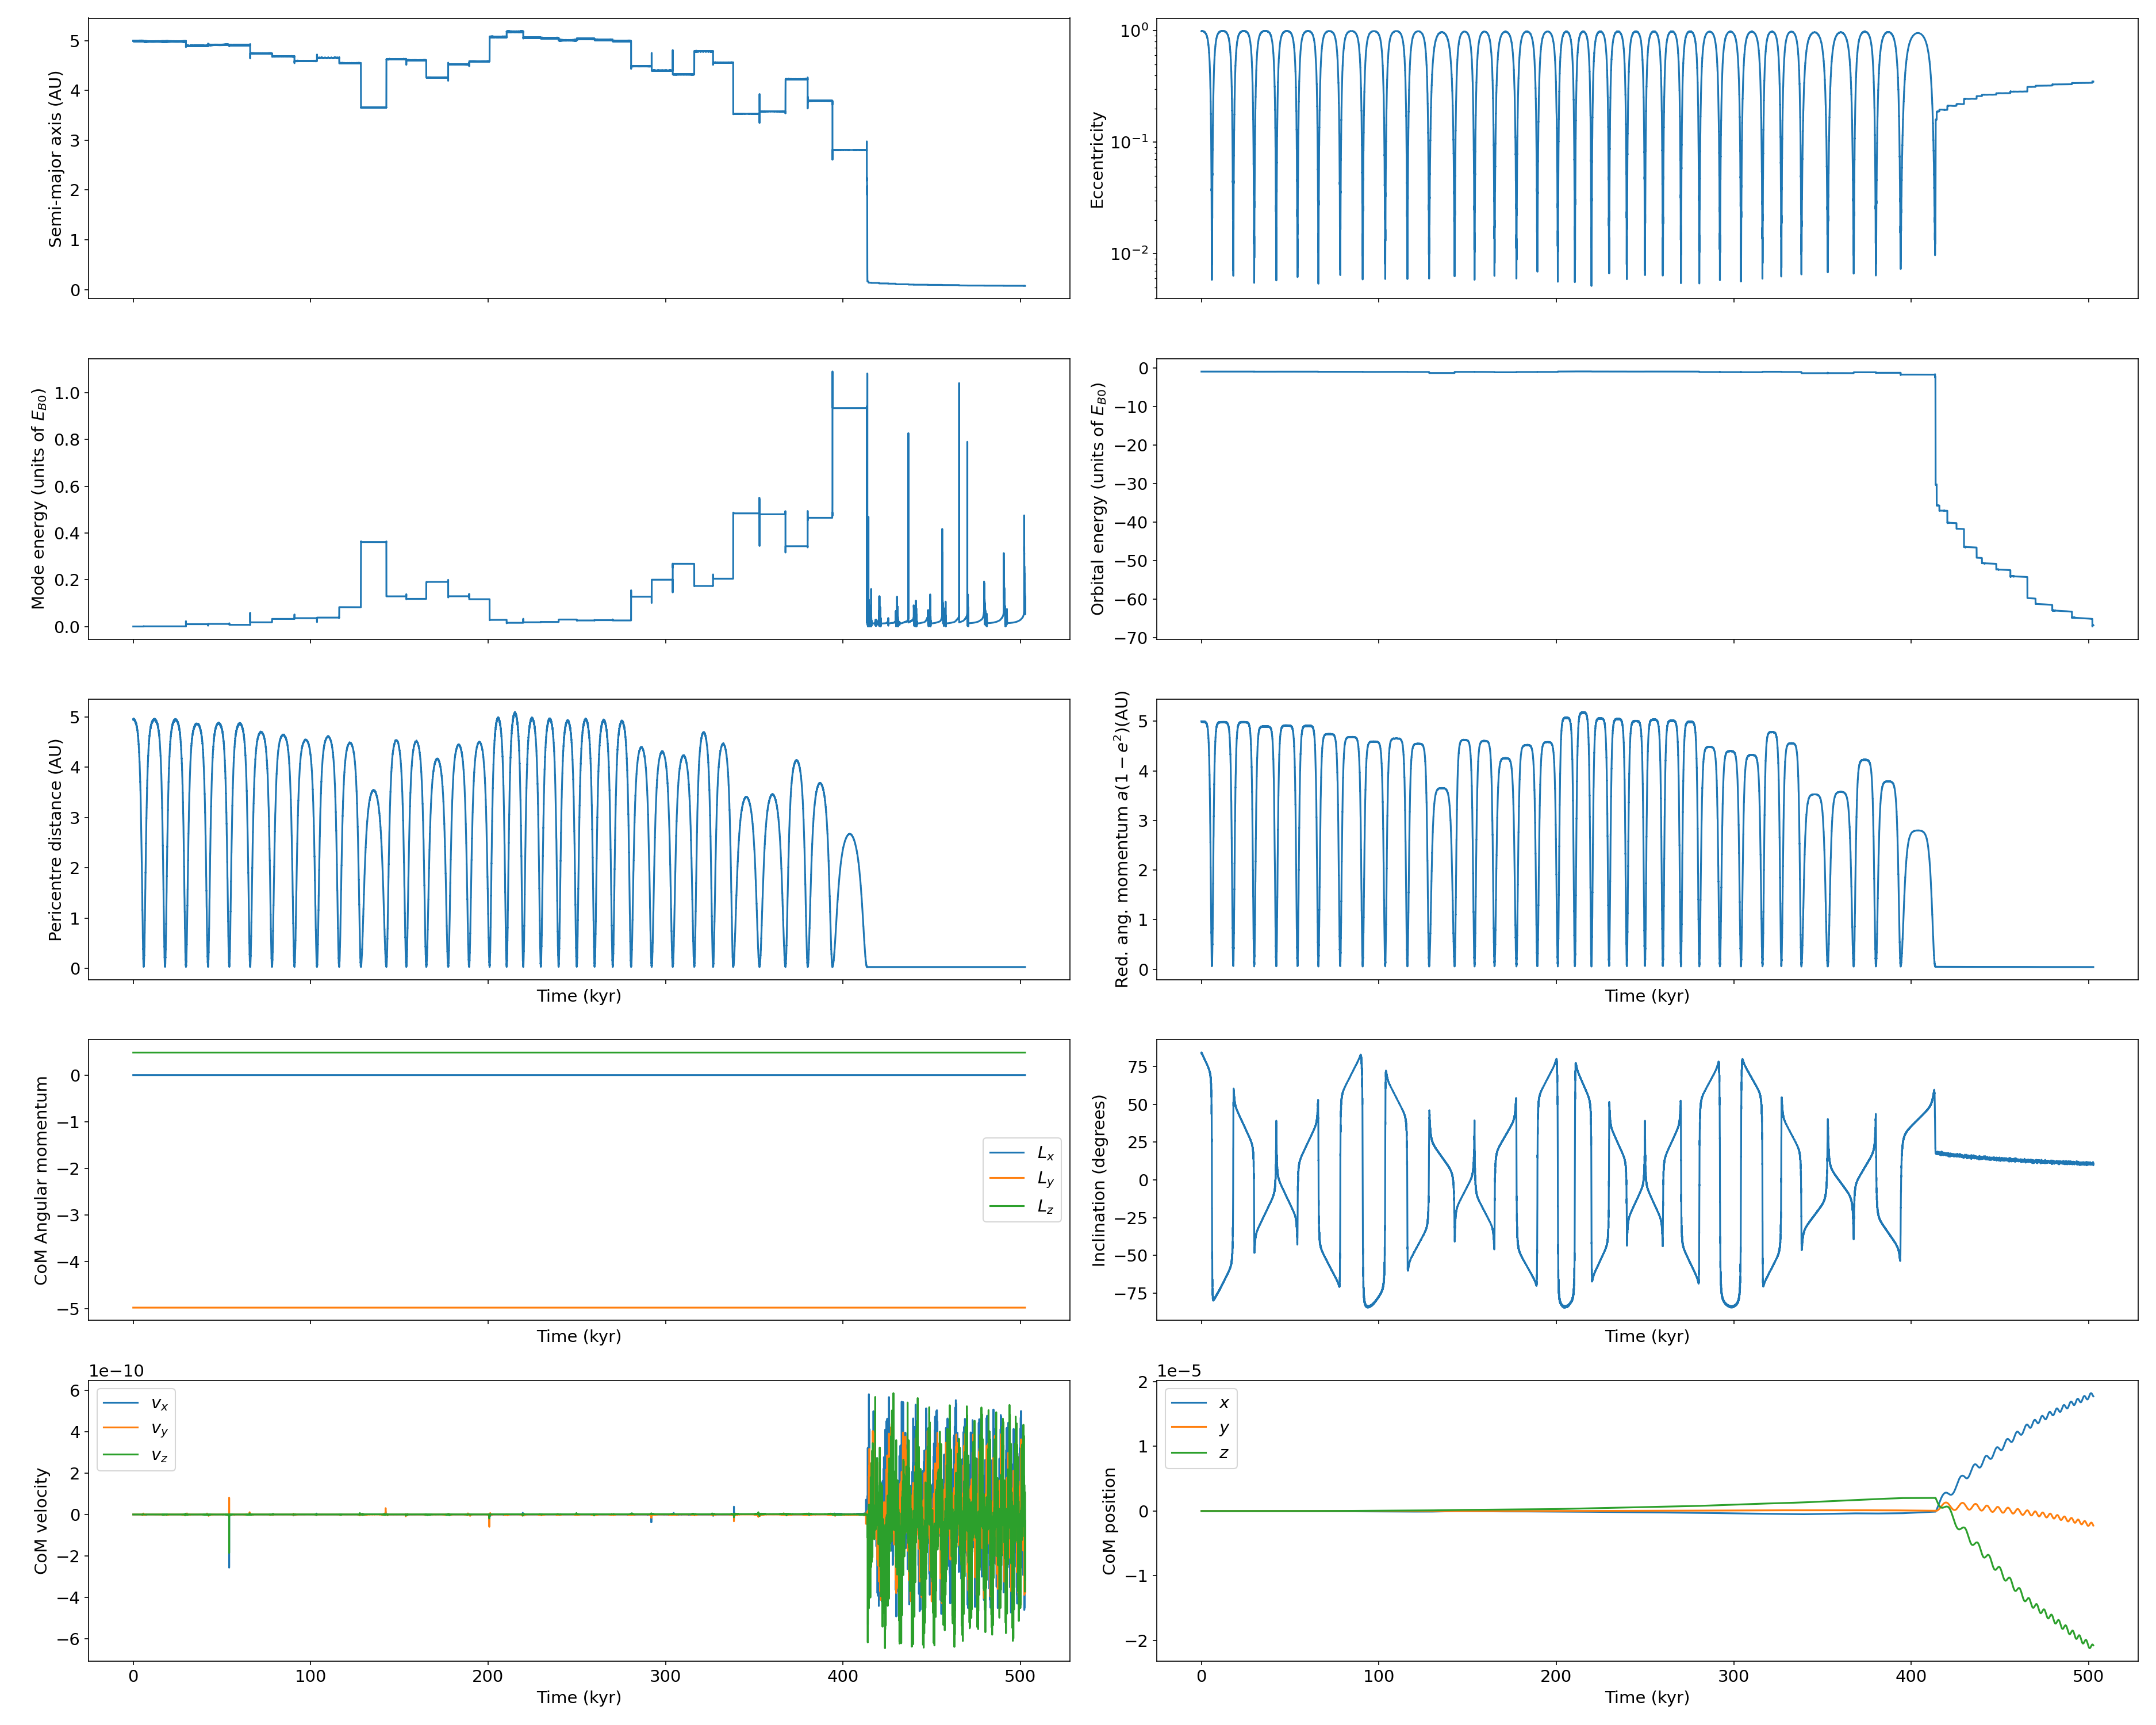 Semi-major axis (AU)
5
4
3
2
1
0
Eccentricity
10⁰
10⁻¹
10⁻²
Mode energy (units of E_B0)
1.0
0.8
0.6
0.4
0.2
0.0
Orbital energy (units of E_B0)
0
−10
−20
−30
−40
−50
−60
−70
Pericentre distance (AU)
5
4
3
2
1
0
Time (kyr)
Red. ang. momentum a(1 − e²)(AU)
5
4
3
2
1
0
Time (kyr)
CoM Angular momentum
0
−1
−2
−3
−4
−5
L_x
L_y
L_z
Time (kyr)
Inclination (degrees)
75
50
25
0
−25
−50
−75
Time (kyr)
1e−10
CoM velocity
6
4
2
0
−2
−4
−6
v_x
v_y
v_z
0 100 200 300 400 500
Time (kyr)
1e−5
CoM position
2
1
0
−1
−2
x
y
z
0 100 200 300 400 500
Time (kyr)